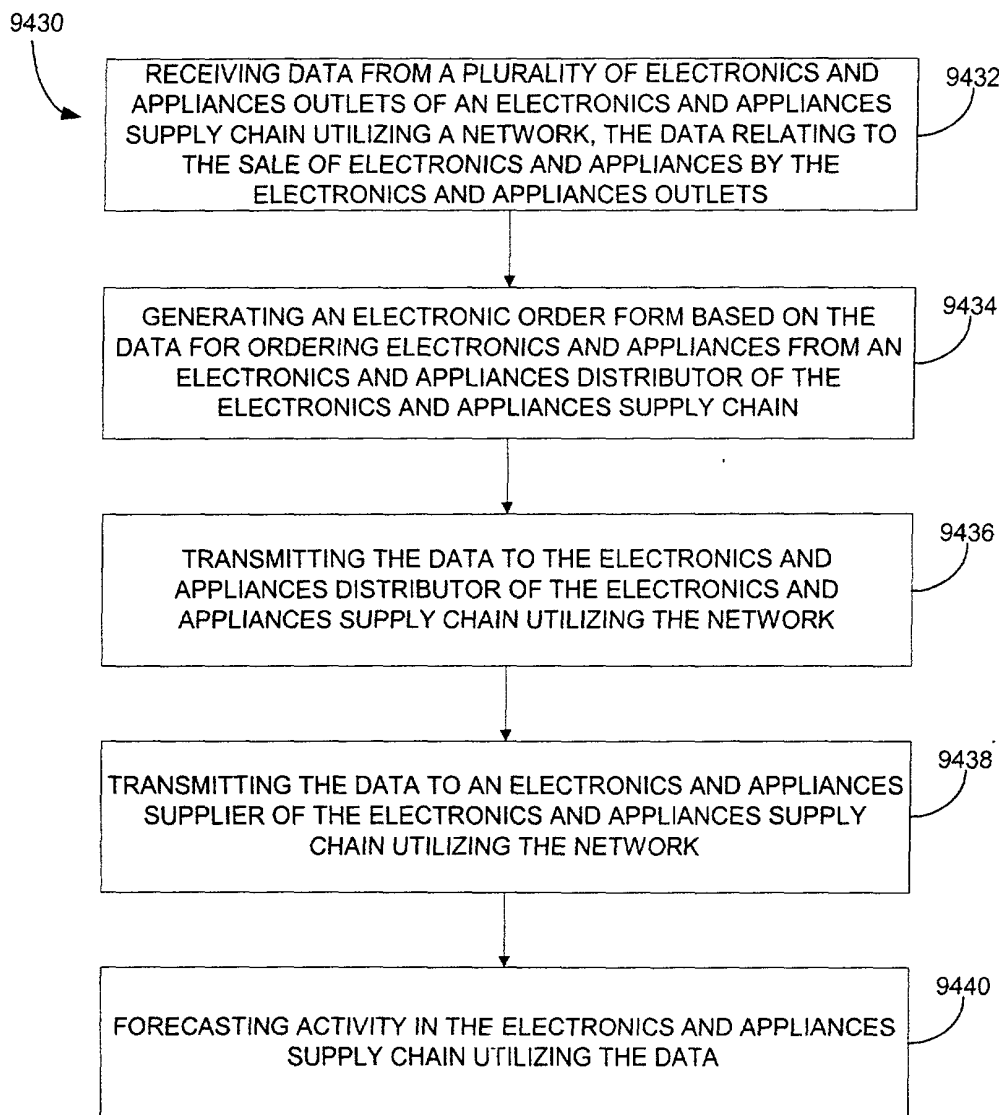 9430
RECEIVING DATA FROM A PLURALITY OF ELECTRONICS AND
APPLIANCES OUTLETS OF AN ELECTRONICS AND APPLIANCES
SUPPLY CHAIN UTILIZING A NETWORK, THE DATA RELATING TO
THE SALE OF ELECTRONICS AND APPLIANCES BY THE
ELECTRONICS AND APPLIANCES OUTLETS
9432
GENERATING AN ELECTRONIC ORDER FORM BASED ON THE
DATA FOR ORDERING ELECTRONICS AND APPLIANCES FROM AN
ELECTRONICS AND APPLIANCES DISTRIBUTOR OF THE
ELECTRONICS AND APPLIANCES SUPPLY CHAIN
9434
TRANSMITTING THE DATA TO THE ELECTRONICS AND
APPLIANCES DISTRIBUTOR OF THE ELECTRONICS AND
APPLIANCES SUPPLY CHAIN UTILIZING THE NETWORK
9436
TRANSMITTING THE DATA TO AN ELECTRONICS AND APPLIANCES
SUPPLIER OF THE ELECTRONICS AND APPLIANCES SUPPLY
CHAIN UTILIZING THE NETWORK
9438
FORECASTING ACTIVITY IN THE ELECTRONICS AND APPLIANCES
SUPPLY CHAIN UTILIZING THE DATA
9440